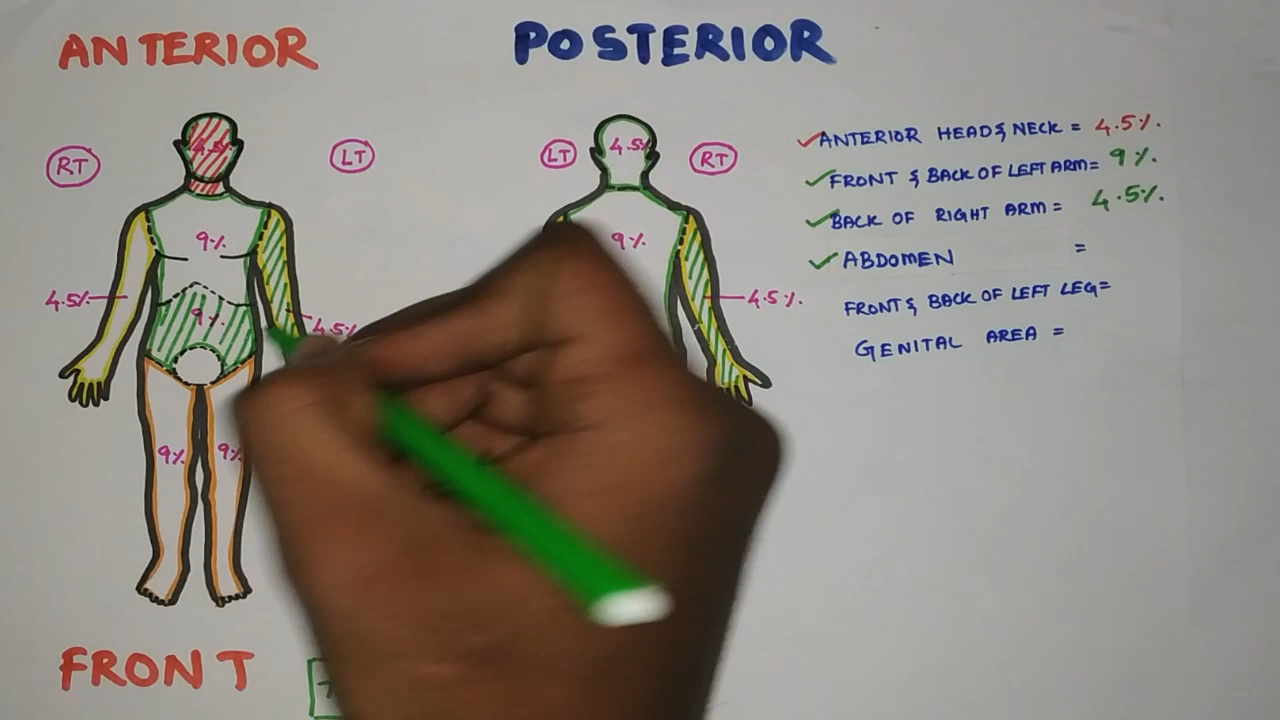 ANTERIOR
POSTERIOR
RT
LT
LT
RT
4.5%
9%
9%
4.5%
4.5%
9%
9%
4.5%
9%
4.5%
ANTERIOR HEAD & NECK = 4.5%
FRONT & BACK OF LEFT ARM = 9%
BACK OF RIGHT ARM = 4.5%
ABDOMEN =
FRONT & BACK OF LEFT LEG =
GENITAL AREA =
FRONT